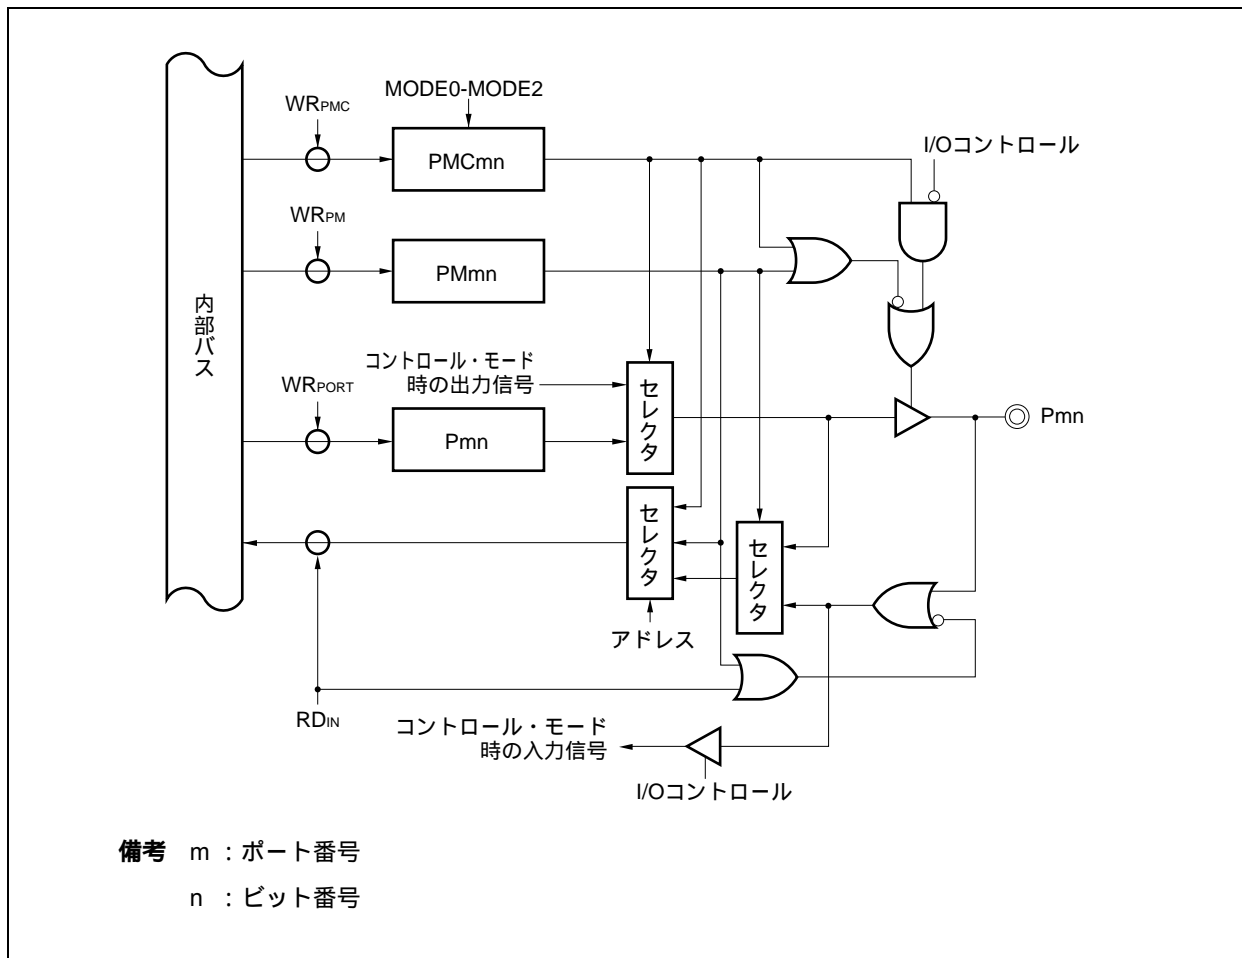 MODE0-MODE2
WRPMC
PMCmn
I/Oコントロール
WRPM
PMmn
内部バス
コントロール・モード
時の出力信号
WRPORT
Pmn
セレクタ
Pmn
セレクタ
セレクタ
アドレス
RDIN
コントロール・モード
時の入力信号
I/Oコントロール
備考 m : ポート番号
n : ビット番号